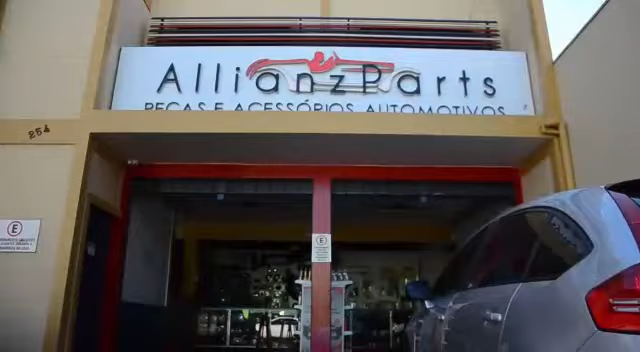 AllianzParts
PEÇAS E ACESSÓRIOS AUTOMOTIVOS
254
E
E